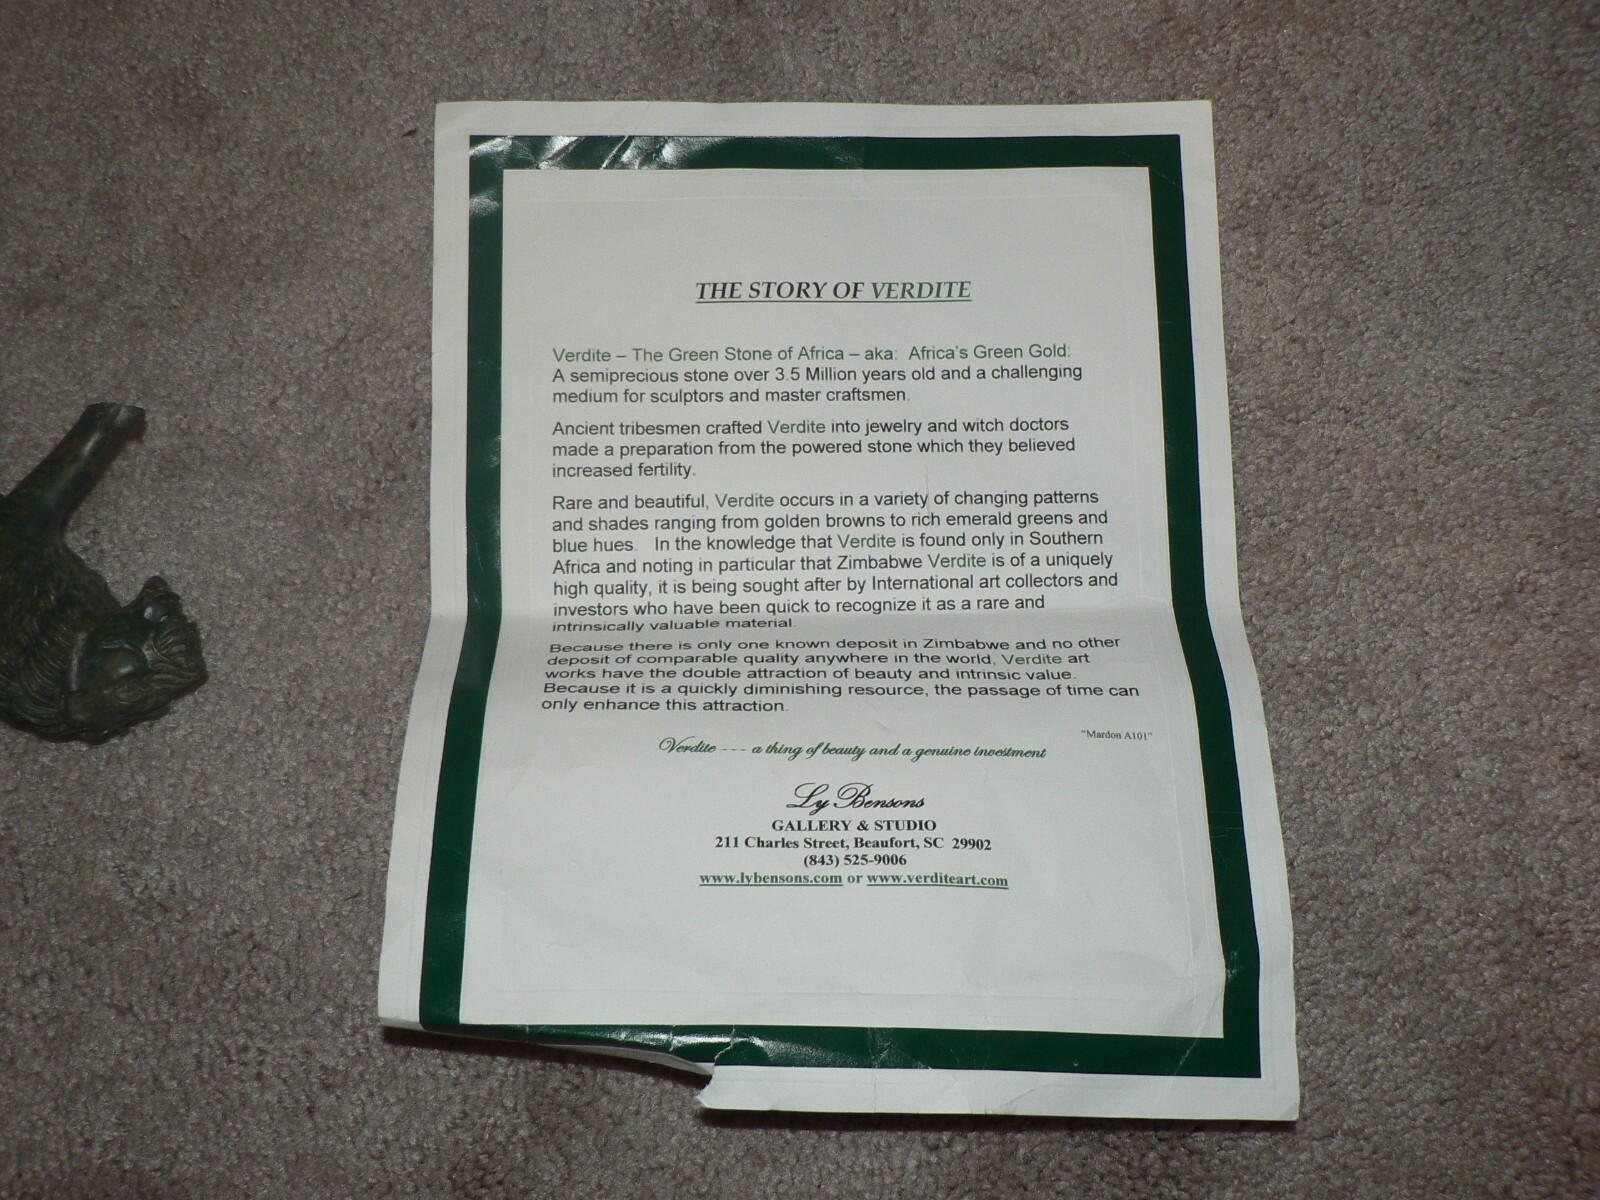 THE STORY OF VERDITE
Verdite – The Green Stone of Africa – aka: Africa's Green Gold:
A semiprecious stone over 3.5 Million years old and a challenging
medium for sculptors and master craftsmen.
Ancient tribesmen crafted Verdite into jewelry and witch doctors
made a preparation from the powered stone which they believed
increased fertility.
Rare and beautiful, Verdite occurs in a variety of changing patterns
and shades ranging from golden browns to rich emerald greens and
blue hues. In the knowledge that Verdite is found only in Southern
Africa and noting in particular that Zimbabwe Verdite is of a uniquely
high quality, it is being sought after by International art collectors and
investors who have been quick to recognize it as a rare and
intrinsically valuable material.
Because there is only one known deposit in Zimbabwe and no other
deposit of comparable quality anywhere in the world, Verdite art
works have the double attraction of beauty and intrinsic value.
Because it is a quickly diminishing resource, the passage of time can
only enhance this attraction.
"Mardon A101"
Verdite --- a thing of beauty and a genuine investment
Ly Bensons
GALLERY & STUDIO
211 Charles Street, Beaufort, SC 29902
(843) 525-9006
www.lybensons.com or www.verditeart.com